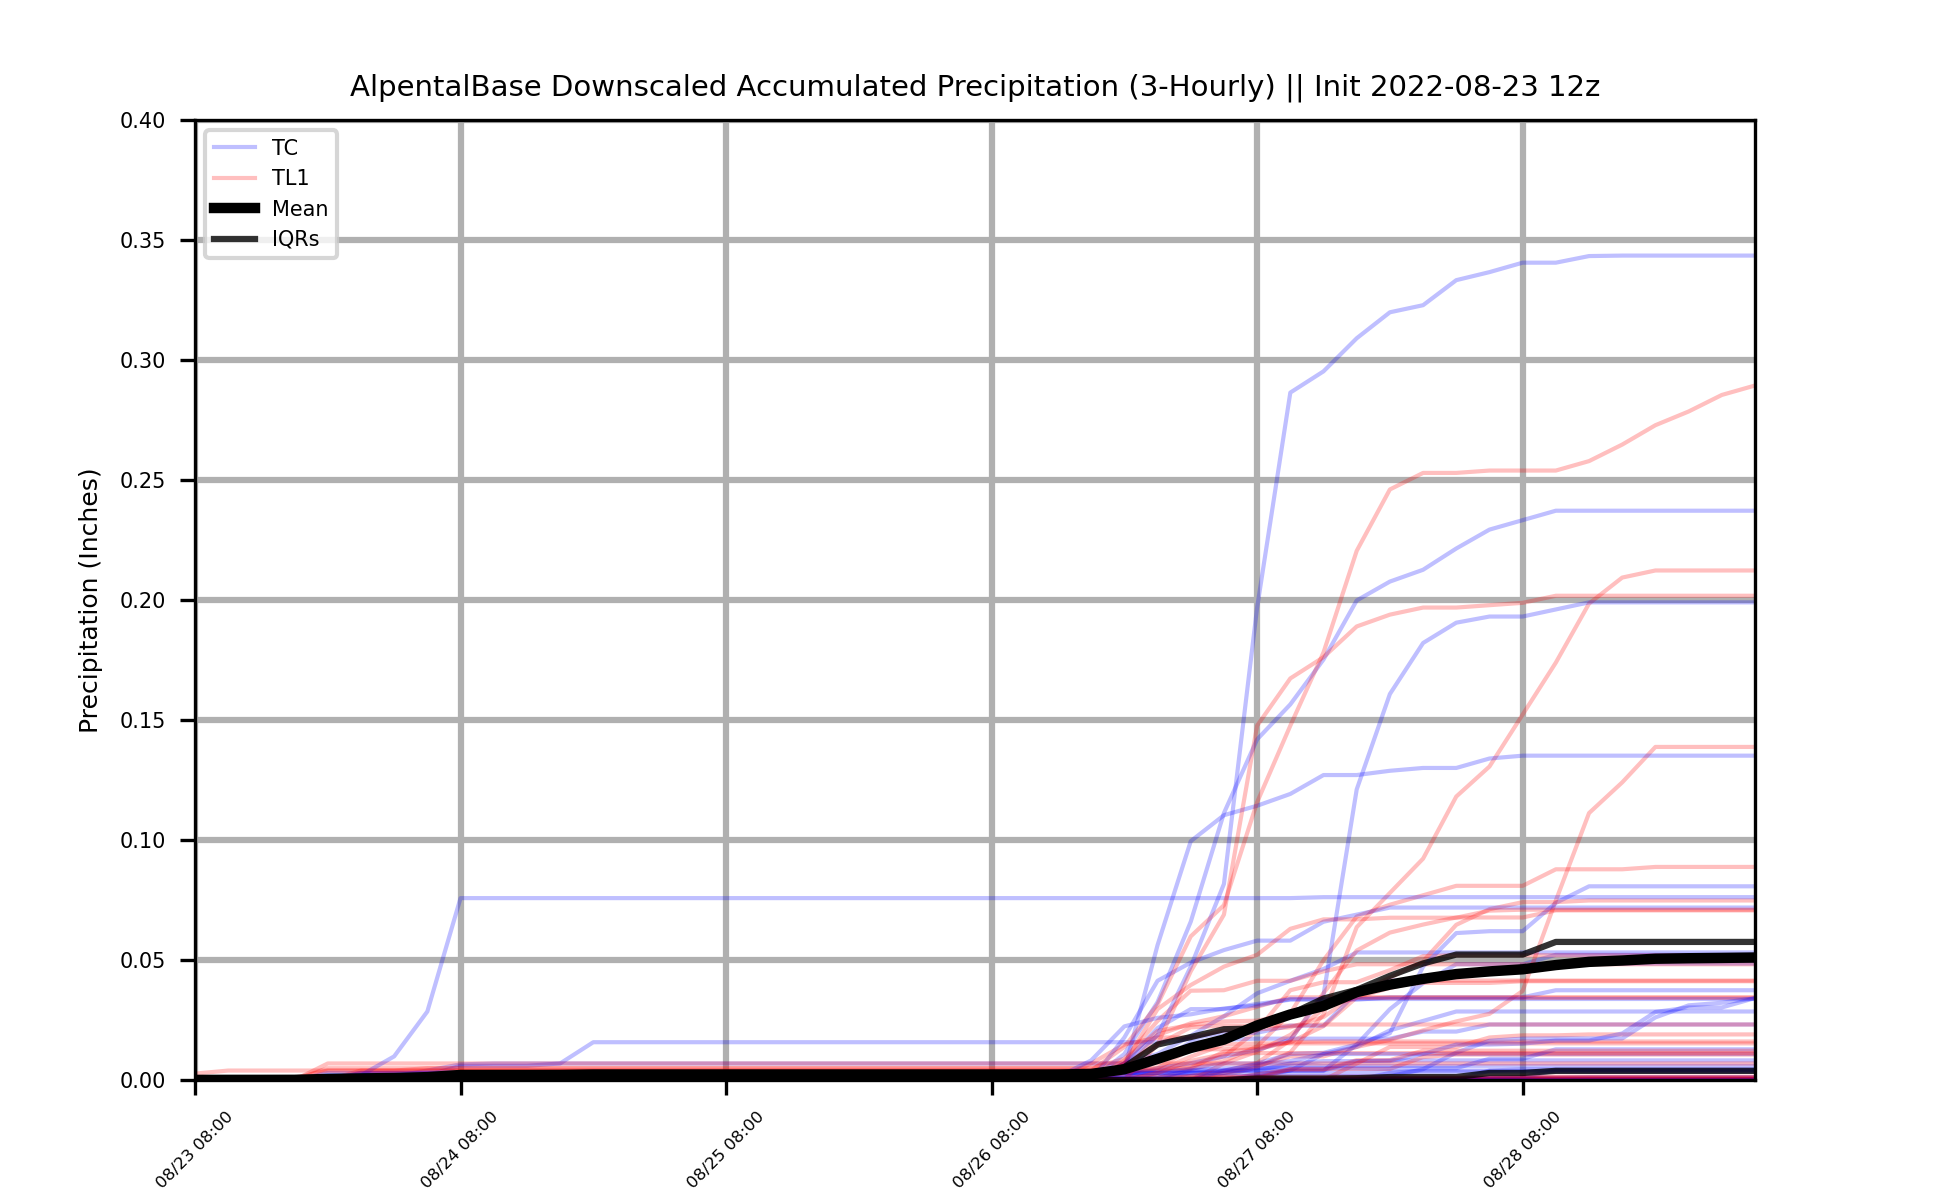 AlpentalBase Downscaled Accumulated Precipitation (3-Hourly) || Init 2022-08-23 12z
TC
TL1
Mean
IQRs
Precipitation (Inches)
0.40
0.35
0.30
0.25
0.20
0.15
0.10
0.05
0.00
08/23 08:00
08/24 08:00
08/25 08:00
08/26 08:00
08/27 08:00
08/28 08:00